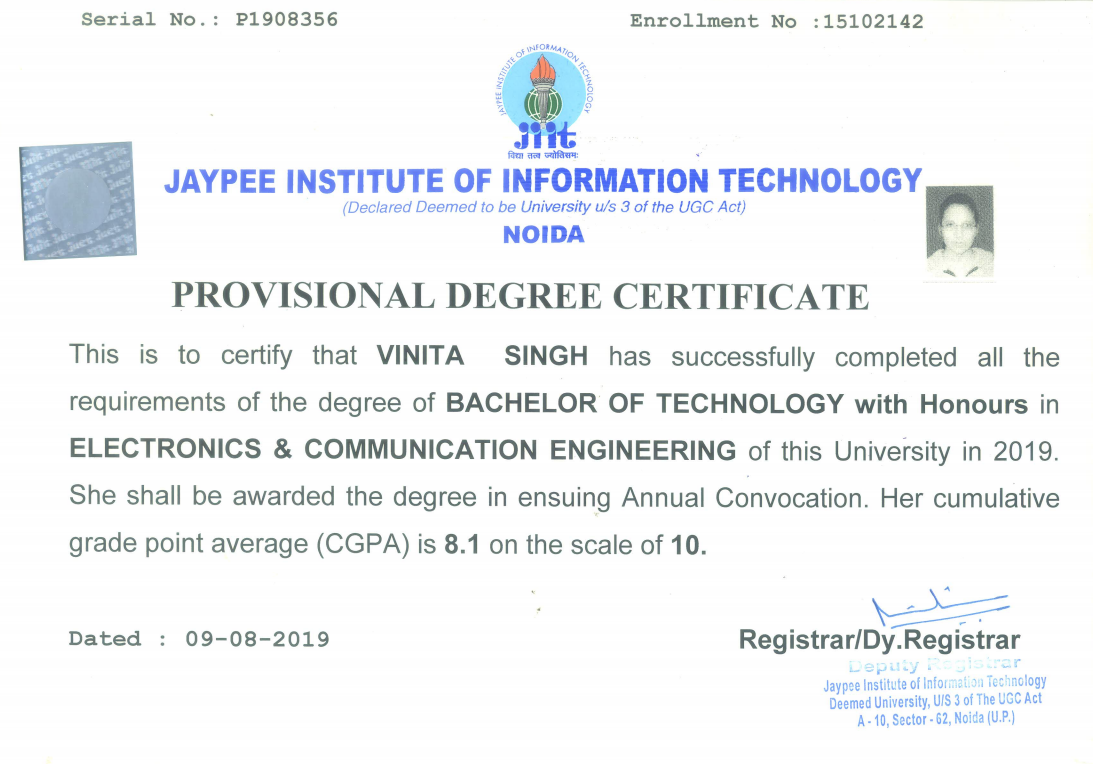 Serial No.: P1908356
Enrollment No :15102142
JAYPEE INSTITUTE OF INFORMATION TECHNOLOGY
jiit
विद्या तत्व ज्योतिसमः
JAYPEE INSTITUTE OF INFORMATION TECHNOLOGY
(Declared Deemed to be University u/s 3 of the UGC Act)
NOIDA
PROVISIONAL DEGREE CERTIFICATE
This is to certify that VINITA SINGH has successfully completed all the
requirements of the degree of BACHELOR OF TECHNOLOGY with Honours in
ELECTRONICS & COMMUNICATION ENGINEERING of this University in 2019.
She shall be awarded the degree in ensuing Annual Convocation. Her cumulative
grade point average (CGPA) is 8.1 on the scale of 10.
Dated : 09-08-2019
Registrar/Dy.Registrar
Deputy Registrar
Jaypee Institute of Information Technology
Deemed University, U/S 3 of The UGC Act
A - 10, Sector - 62, Noida (U.P.)